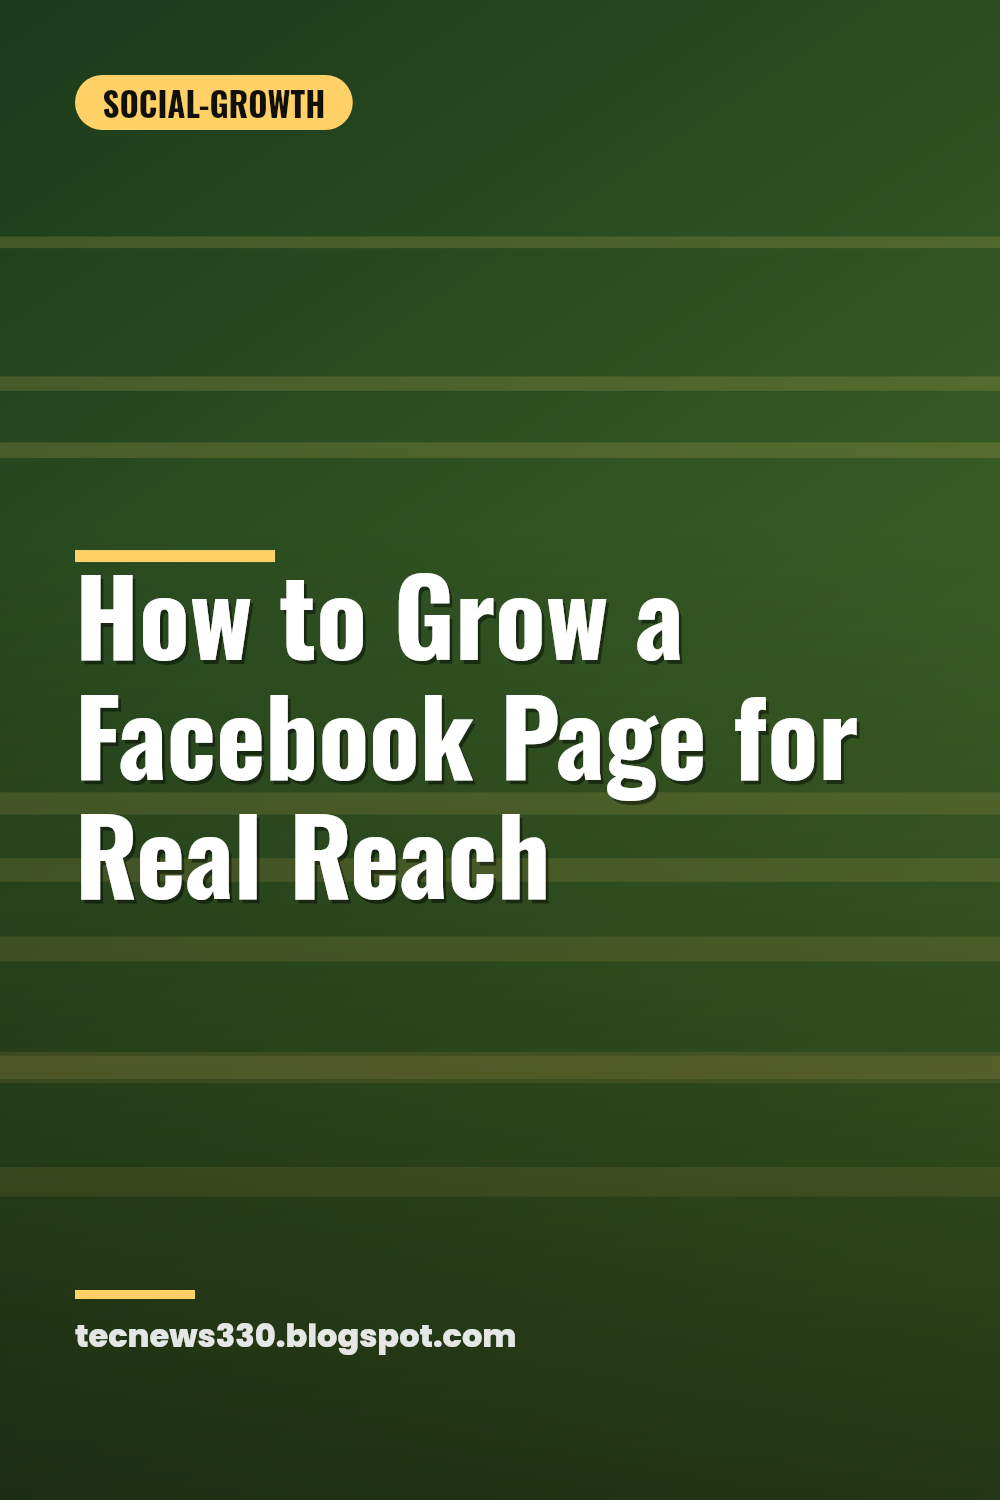 SOCIAL-GROWTH
How to Grow a
Facebook Page for
Real Reach
tecnews330.blogspot.com